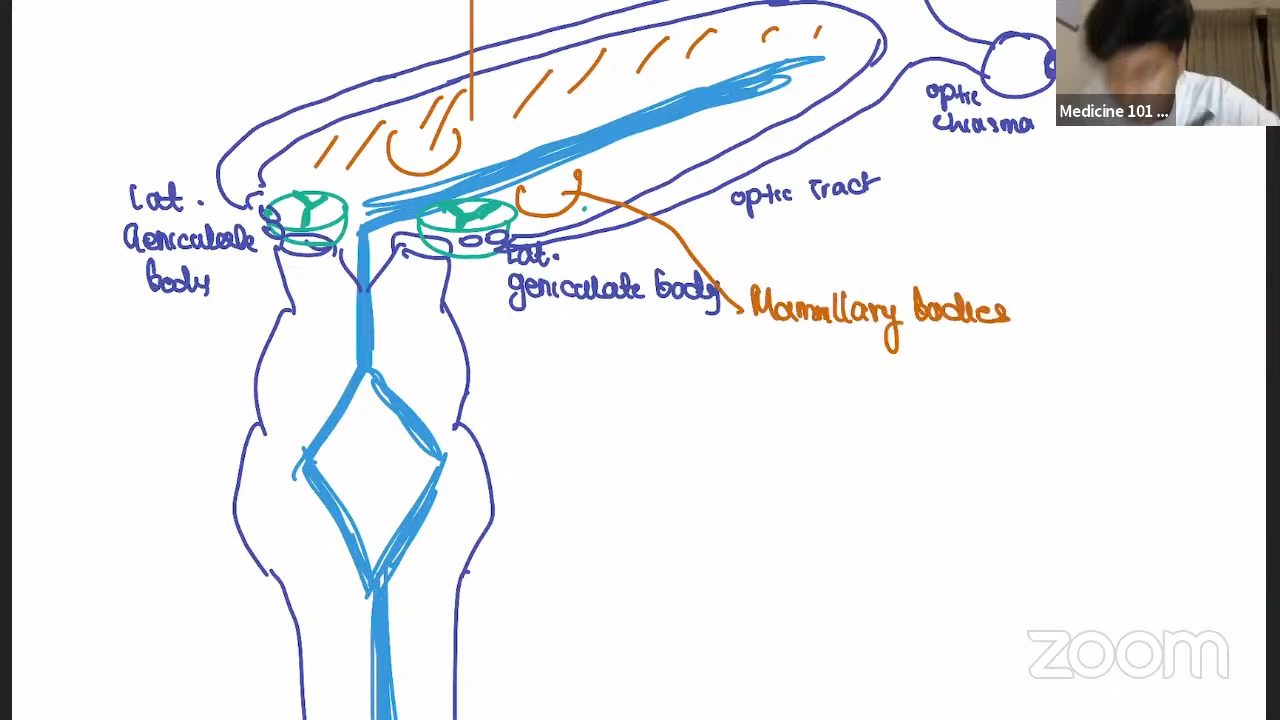 optic
chiasma
Medicine 101 ...
optic Tract
Lat.
Geniculate
body
Lat.
geniculate body
Mammillary bodies
zoom